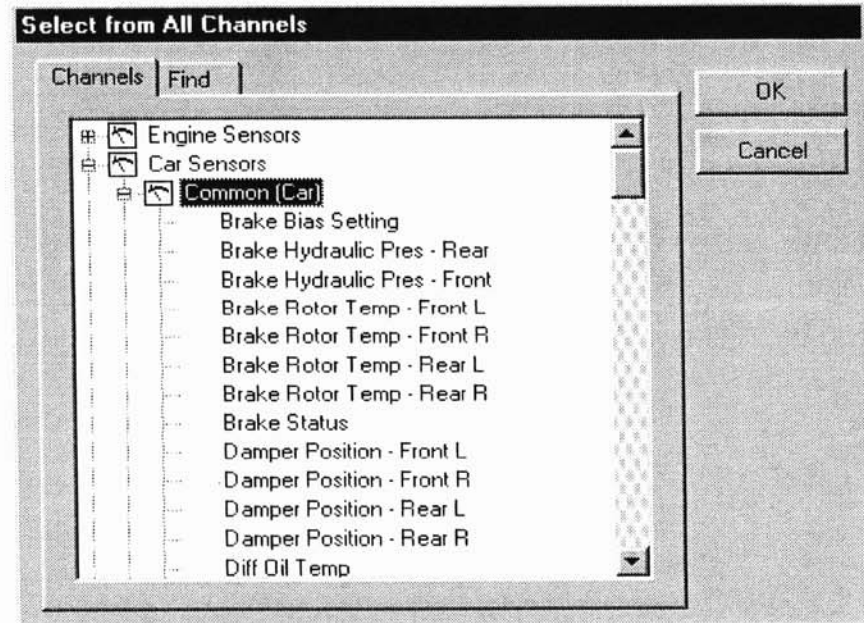 Select from All Channels
Channels
Find
OK
Cancel
Engine Sensors
Car Sensors
Common (Car)
Brake Bias Setting
Brake Hydraulic Pres - Rear
Brake Hydraulic Pres - Front
Brake Rotor Temp - Front L
Brake Rotor Temp - Front R
Brake Rotor Temp - Rear L
Brake Rotor Temp - Rear R
Brake Status
Damper Position - Front L
Damper Position - Front R
Damper Position - Rear L
Damper Position - Rear R
Diff Oil Temp